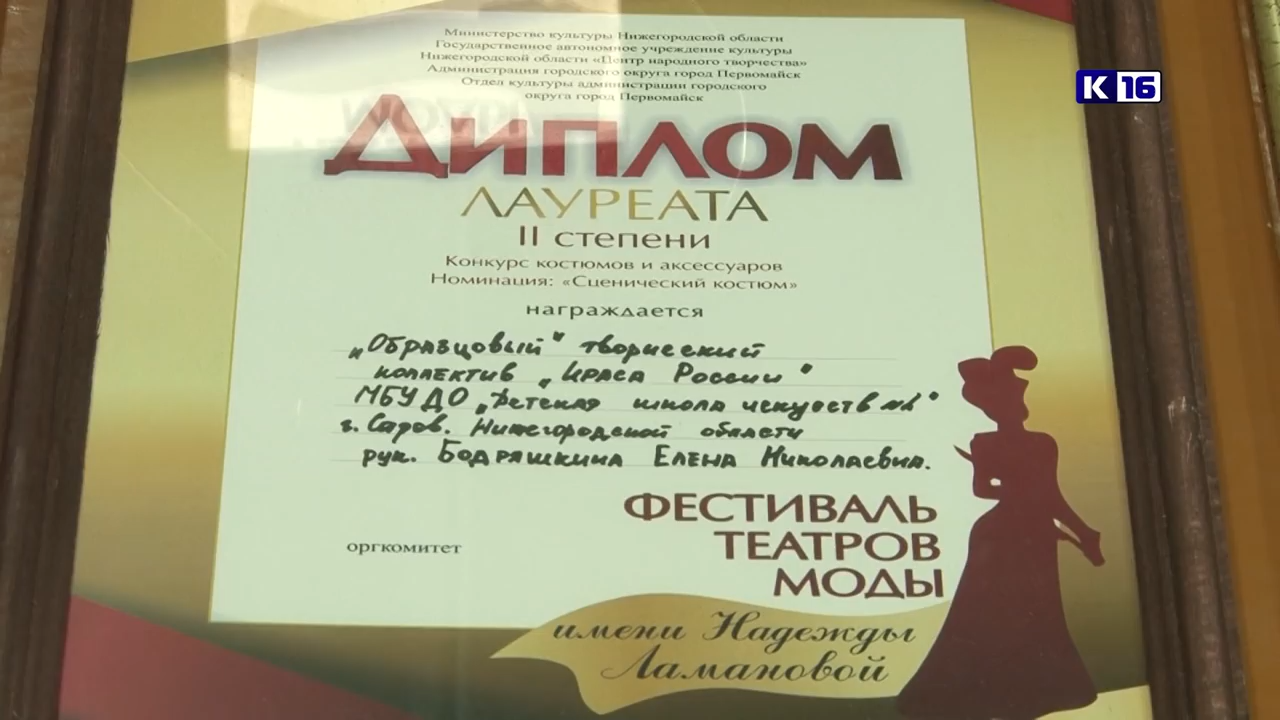 Министерство культуры Нижегородской области
Государственное автономное учреждение культуры
Нижегородской области «Центр народного творчества»
Администрация городского округа город Первомайск
Отдел культуры администрации городского
округа город Первомайск
К 16
ДИПЛОМ
ЛАУРЕАТА
II степени
Конкурс костюмов и аксессуаров
Номинация: «Сценический костюм»
награждается
„Образцовый" творческий
коллектив „Краса России"
МБУДО „Детская школа искусств №2"
г. Саров. Нижегородской области
рук. Бодряшкина Елена Николаевна.
ФЕСТИВАЛЬ
ТЕАТРОВ
МОДЫ
оргкомитет
имени Надежды
Ламановой